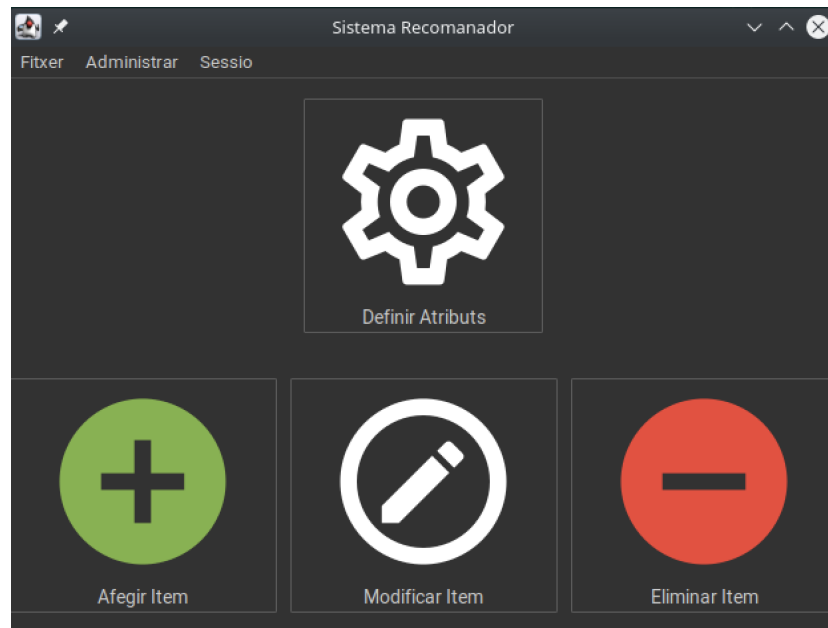 Sistema Recomanador
Fitxer Administrar Sessio
Definir Atributs
Afegir Item Modificar Item Eliminar Item